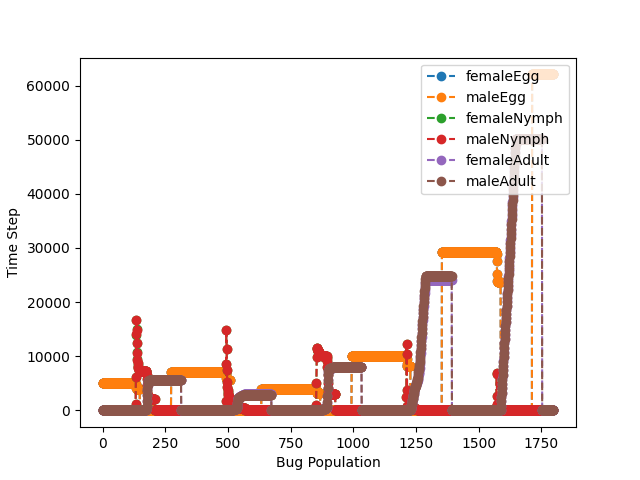 60000
50000
40000
30000
20000
10000
0
Time Step
0 250 500 750 1000 1250 1500 1750
Bug Population
femaleEgg
maleEgg
femaleNymph
maleNymph
femaleAdult
maleAdult